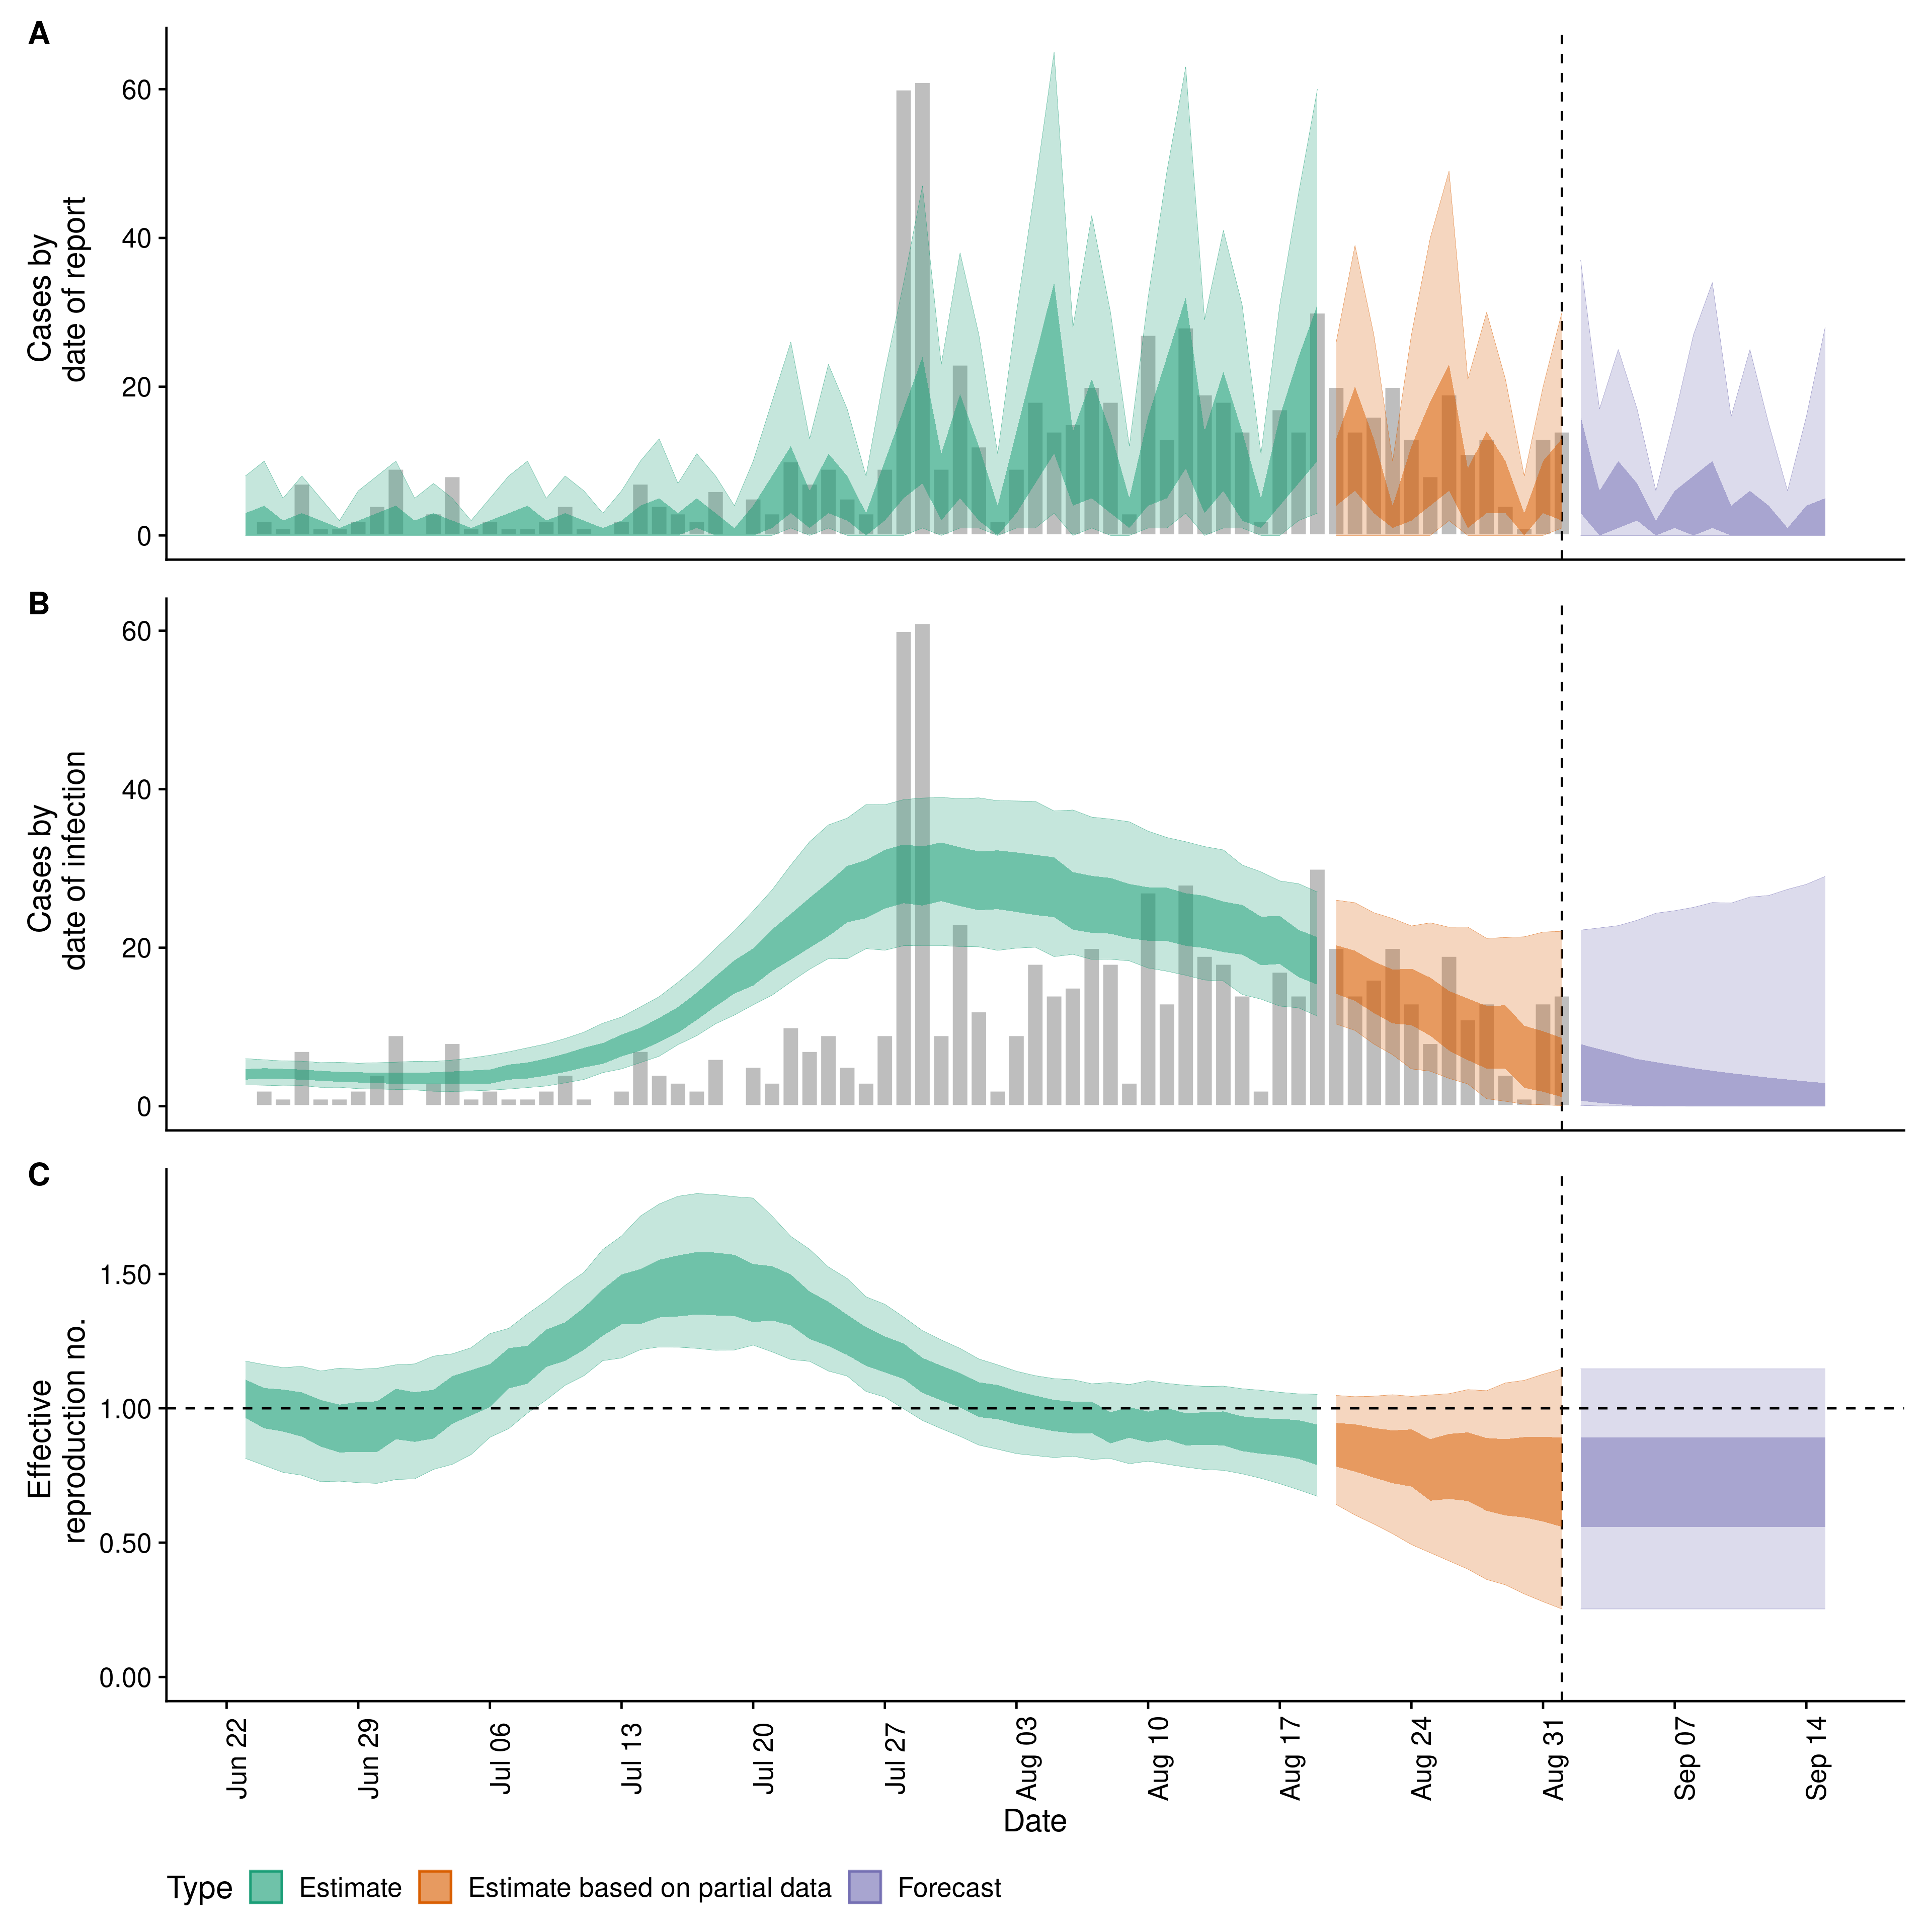 A
60
40
20
0
Cases by
date of report
B
60
40
20
0
Cases by
date of infection
C
1.50
1.00
0.50
0.00
Effective
reproduction no.
Jun 22
Jun 29
Jul 06
Jul 13
Jul 20
Jul 27
Aug 03
Aug 10
Aug 17
Aug 24
Aug 31
Sep 07
Sep 14
Date
Type Estimate Estimate based on partial data Forecast